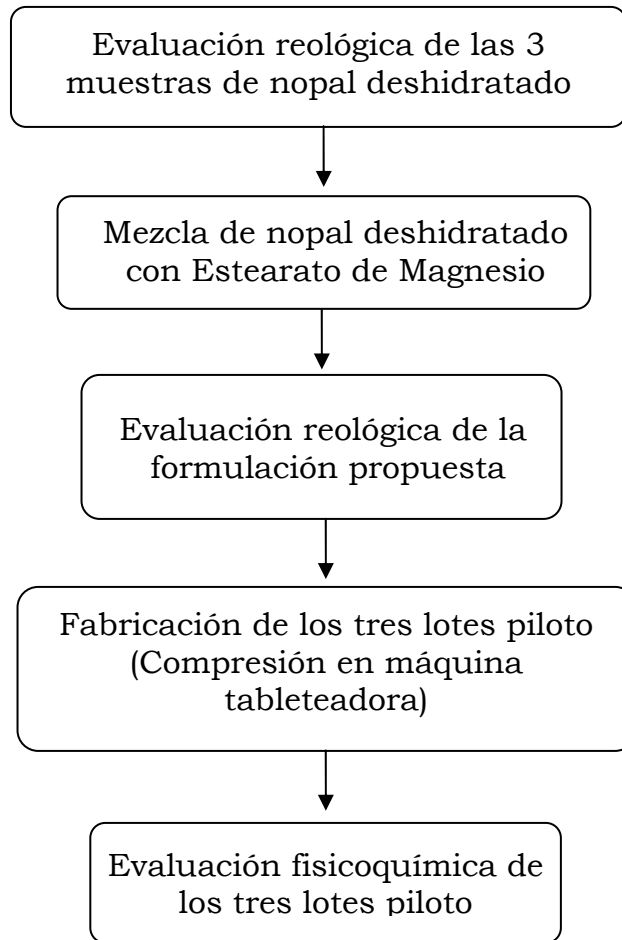 Evaluación reológica de las 3
muestras de nopal deshidratado
Mezcla de nopal deshidratado
con Estearato de Magnesio
Evaluación reológica de la
formulación propuesta
Fabricación de los tres lotes piloto
(Compresión en máquina
tableteadora)
Evaluación fisicoquímica de
los tres lotes piloto